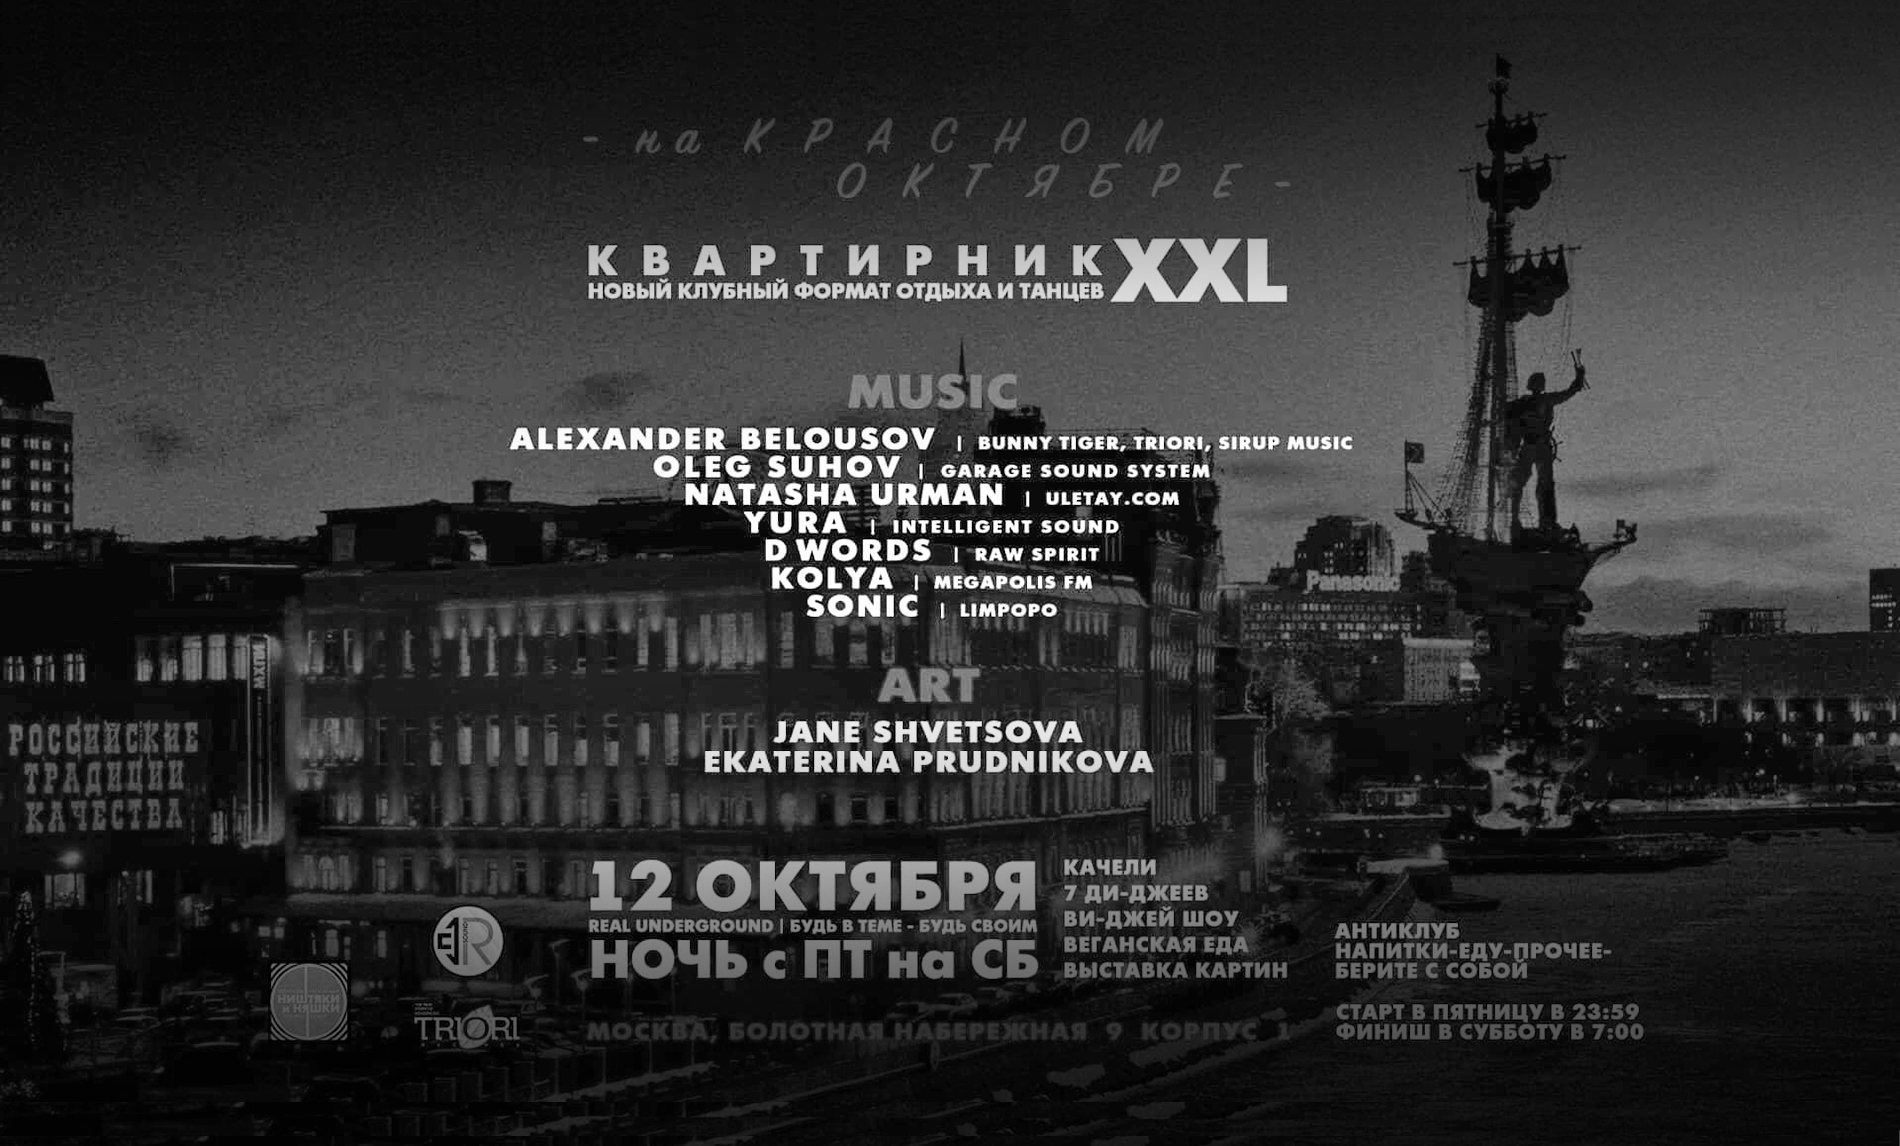 - на КРАСНОМ
ОКТЯБРЕ -
КВАРТИРНИК XXL
НОВЫЙ КЛУБНЫЙ ФОРМАТ ОТДЫХА И ТАНЦЕВ
MUSIC
ALEXANDER BELOUSOV | BUNNY TIGER, TRIORI, SIRUP MUSIC
OLEG SUHOV | GARAGE SOUND SYSTEM
NATASHA URMAN | ULETAY.COM
YURA | INTELLIGENT SOUND
D WORDS | RAW SPIRIT
KOLYA | MEGAPOLIS FM
SONIC | LIMPOPO
Panasonic
ART
JANE SHVETSOVA
EKATERINA PRUDNIKOVA
РОССИЙСКИЕ
ТРАДИЦИИ
КАЧЕСТВА
12 ОКТЯБРЯ
REAL UNDERGROUND | БУДЬ В ТЕМЕ - БУДЬ СВОИМ
НОЧЬ с ПТ на СБ
КАЧЕЛИ
7 ДИ-ДЖЕЕВ
ВИ-ДЖЕЙ ШОУ
ВЕГАНСКАЯ ЕДА
ВЫСТАВКА КАРТИН
АНТИКЛУБ
НАПИТКИ-ЕДУ-ПРОЧЕЕ-
БЕРИТЕ С СОБОЙ
СТАРТ В ПЯТНИЦУ В 23:59
ФИНИШ В СУББОТУ В 7:00
НИШТЯКИ
и НЯШКИ
TRIORI
МОСКВА, БОЛОТНАЯ НАБЕРЕЖНАЯ 9 КОРПУС 1